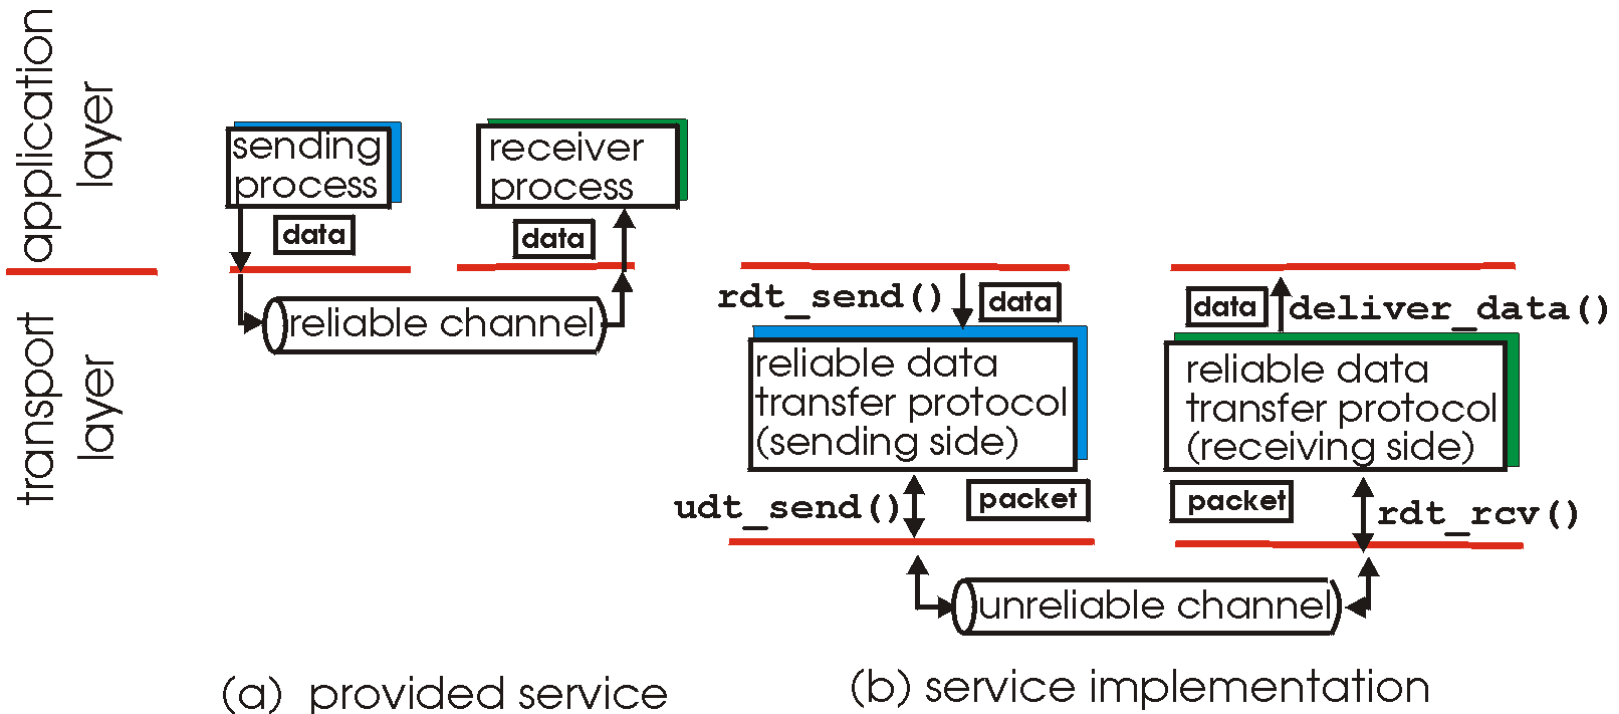 application
layer
transport
layer
sending
process
receiver
process
data
data
reliable channel
(a) provided service
rdt_send()
data
data
deliver_data()
reliable data
transfer protocol
(sending side)
reliable data
transfer protocol
(receiving side)
udt_send()
packet
packet
rdt_rcv()
unreliable channel
(b) service implementation